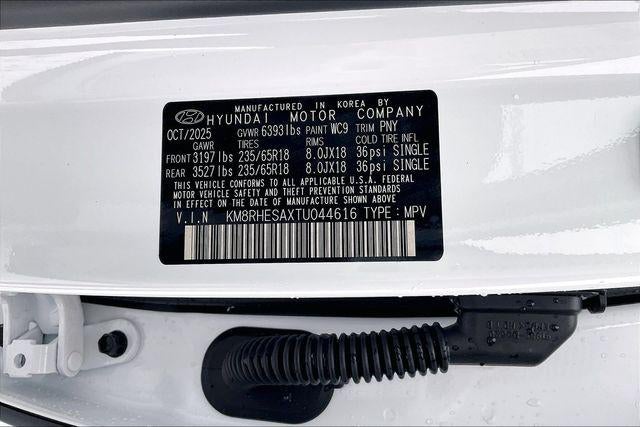 MANUFACTURED IN KOREA BY
HYUNDAI MOTOR COMPANY
OCT/2025 GVWR 6393lbs PAINT WC9 TRIM PNY
GAWR TIRES RIMS COLD TIRE INFL
FRONT 3197lbs 235/65R18 8.0JX18 36psi SINGLE
REAR 3527lbs 235/65R18 8.0JX18 36psi SINGLE
THIS VEHICLE CONFORMS TO ALL APPLICABLE U.S.A. FEDERAL
MOTOR VEHICLE SAFETY AND THEFT PREVENTION STANDARDS
IN EFFECT ON THE DATE OF MANUFACTURE SHOWN ABOVE.
V.I.N KM8RHESAXTU044616 TYPE : MPV